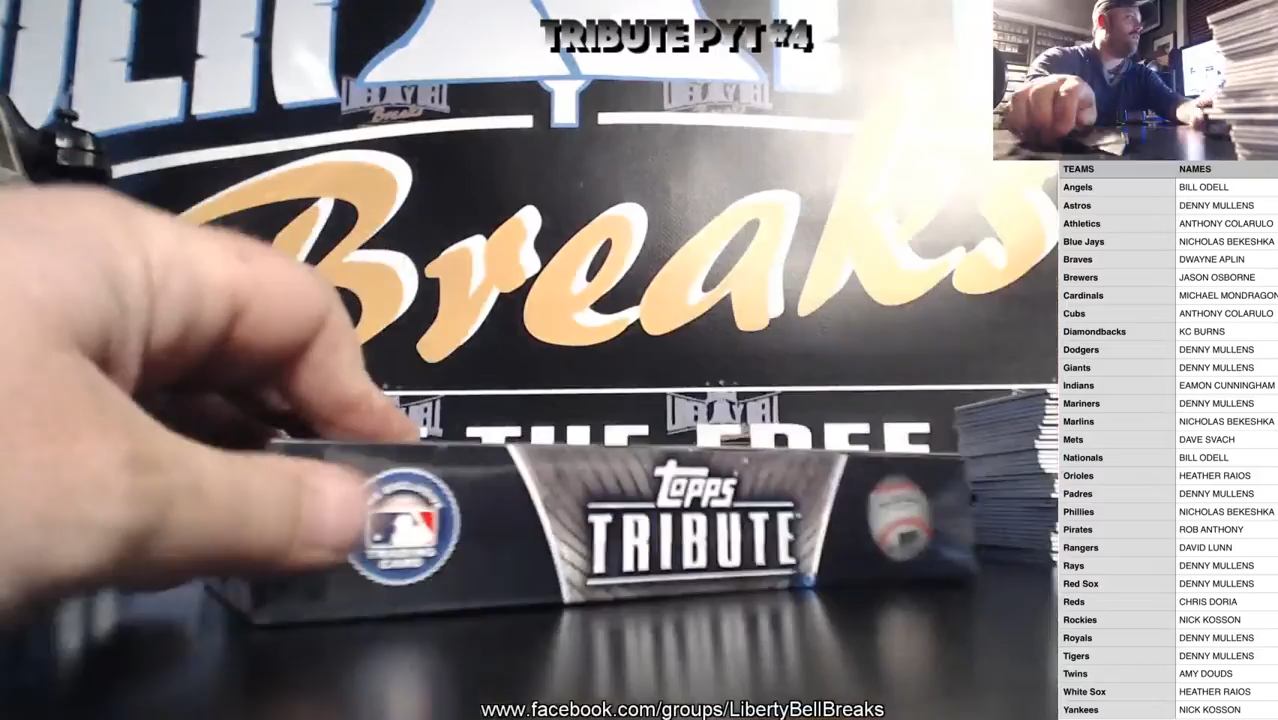 TRIBUTE PYT #4
Breaks
THE FREE
topps
TRIBUTE
www.facebook.com/groups/LibertyBellBreaks
TEAMS NAMES
Angels BILL ODELL
Astros DENNY MULLENS
Athletics ANTHONY COLARULO
Blue Jays NICHOLAS BEKESHKA
Braves DWAYNE APLIN
Brewers JASON OSBORNE
Cardinals MICHAEL MONDRAGON
Cubs ANTHONY COLARULO
Diamondbacks KC BURNS
Dodgers DENNY MULLENS
Giants DENNY MULLENS
Indians EAMON CUNNINGHAM
Mariners DENNY MULLENS
Marlins NICHOLAS BEKESHKA
Mets DAVE SVACH
Nationals BILL ODELL
Orioles HEATHER RAIOS
Padres DENNY MULLENS
Phillies NICHOLAS BEKESHKA
Pirates ROB ANTHONY
Rangers DAVID LUNN
Rays DENNY MULLENS
Red Sox DENNY MULLENS
Reds CHRIS DORIA
Rockies NICK KOSSON
Royals DENNY MULLENS
Tigers DENNY MULLENS
Twins AMY DOUDS
White Sox HEATHER RAIOS
Yankees NICK KOSSON